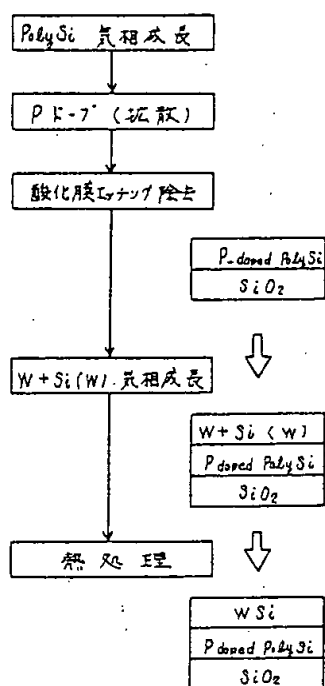 PolySi 気相成長
Pドープ(拡散)
酸化膜エッチング除去
P-doped PolySi
SiO2
W+Si(W).気相成長
W+Si(W)
P doped PolySi
SiO2
熱処理
WSi
P doped PolySi
SiO2